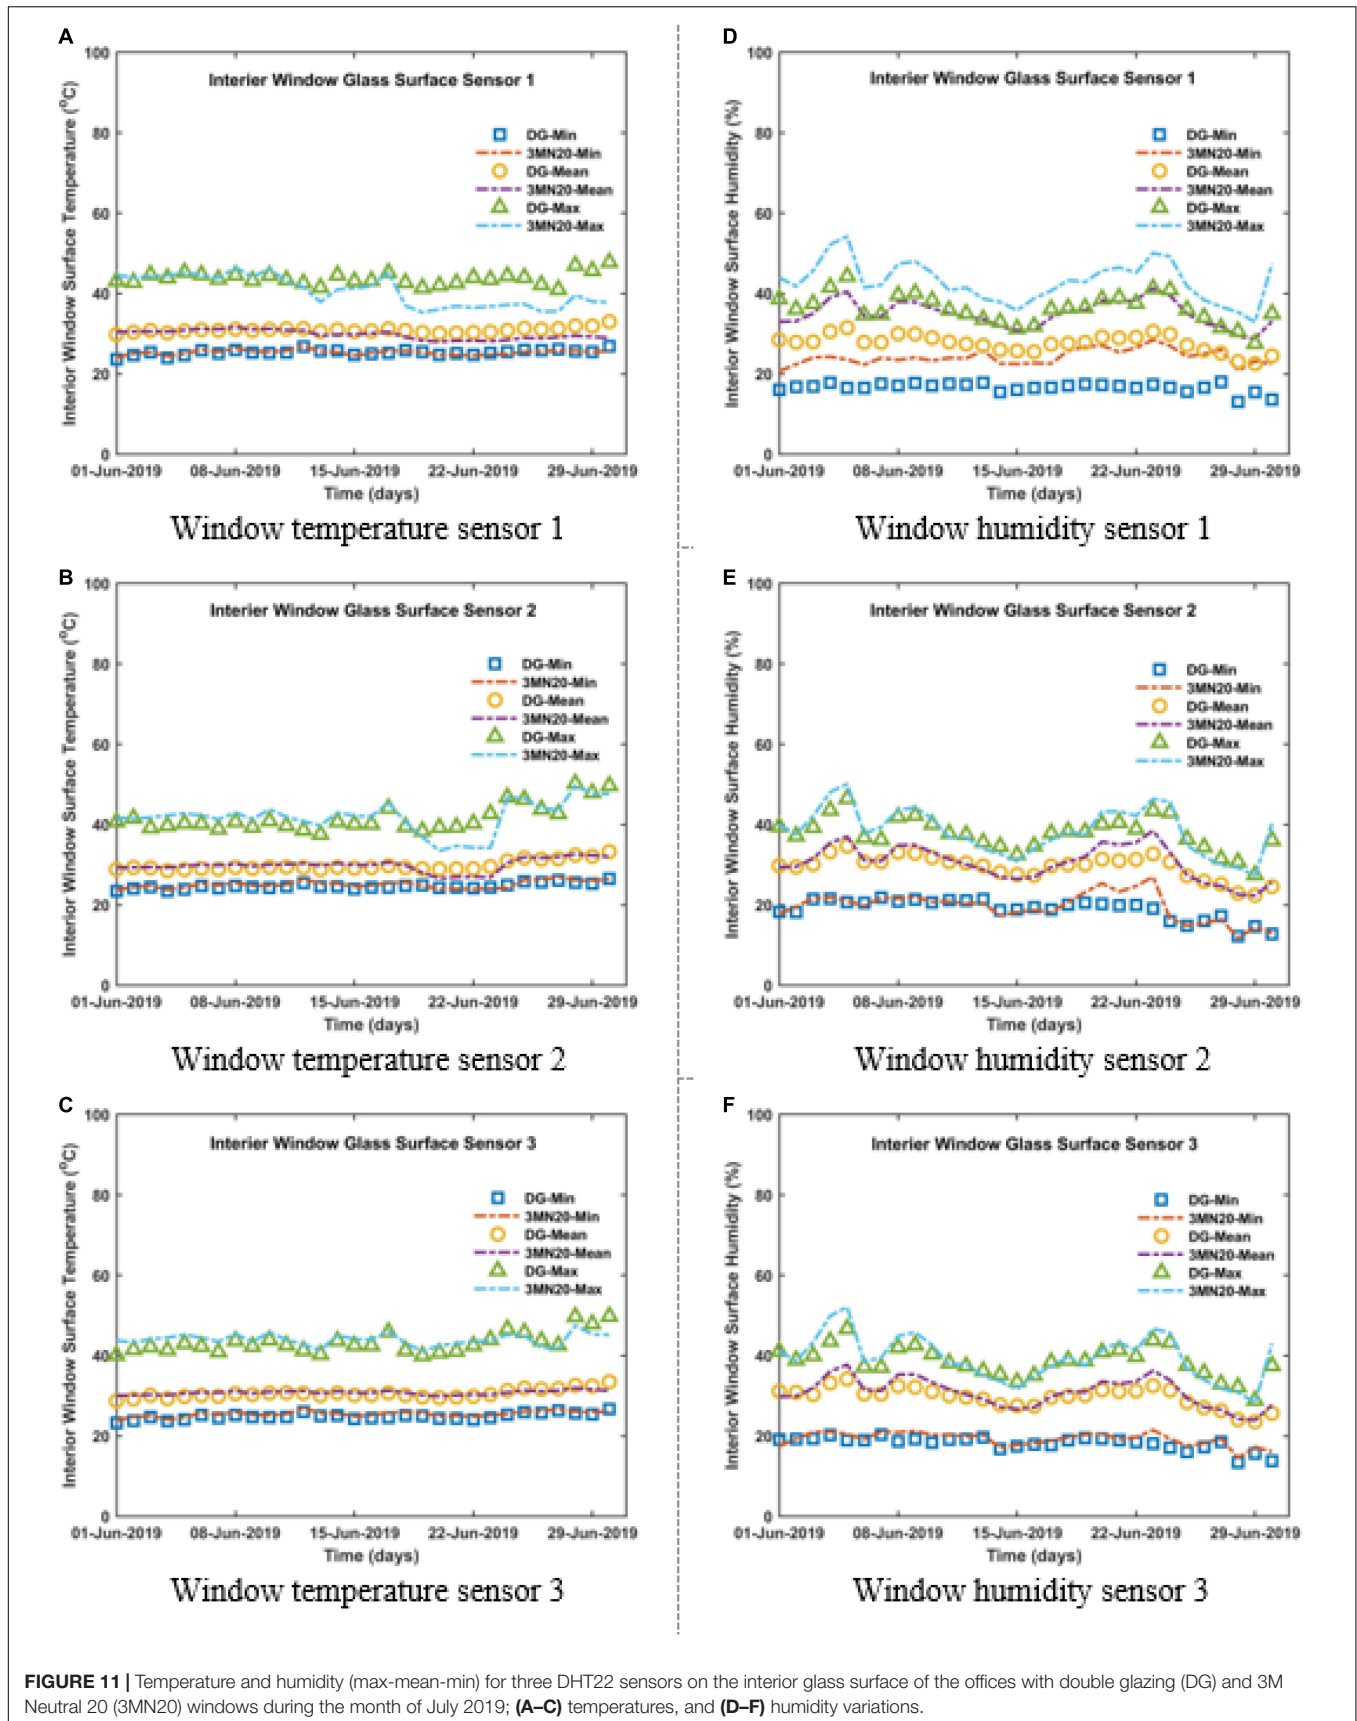 A
100
80
60
40
20
0
Interior Window Surface Temperature (°C)
Interier Window Glass Surface Sensor 1
DG-Min
3MN20-Min
DG-Mean
3MN20-Mean
DG-Max
3MN20-Max
01-Jun-2019 08-Jun-2019 15-Jun-2019 22-Jun-2019 29-Jun-2019
Time (days)
Window temperature sensor 1
D
100
80
60
40
20
0
Interior Window Surface Humidity (%)
Interier Window Glass Surface Sensor 1
DG-Min
3MN20-Min
DG-Mean
3MN20-Mean
DG-Max
3MN20-Max
01-Jun-2019 08-Jun-2019 15-Jun-2019 22-Jun-2019 29-Jun-2019
Time (days)
Window humidity sensor 1
B
100
80
60
40
20
0
Interior Window Surface Temperature (°C)
Interier Window Glass Surface Sensor 2
DG-Min
3MN20-Min
DG-Mean
3MN20-Mean
DG-Max
3MN20-Max
01-Jun-2019 08-Jun-2019 15-Jun-2019 22-Jun-2019 29-Jun-2019
Time (days)
Window temperature sensor 2
E
100
80
60
40
20
0
Interior Window Surface Humidity (%)
Interier Window Glass Surface Sensor 2
DG-Min
3MN20-Min
DG-Mean
3MN20-Mean
DG-Max
3MN20-Max
01-Jun-2019 08-Jun-2019 15-Jun-2019 22-Jun-2019 29-Jun-2019
Time (days)
Window humidity sensor 2
C
100
80
60
40
20
0
Interior Window Surface Temperature (°C)
Interier Window Glass Surface Sensor 3
DG-Min
3MN20-Min
DG-Mean
3MN20-Mean
DG-Max
3MN20-Max
01-Jun-2019 08-Jun-2019 15-Jun-2019 22-Jun-2019 29-Jun-2019
Time (days)
Window temperature sensor 3
F
100
80
60
40
20
0
Interior Window Surface Humidity (%)
Interier Window Glass Surface Sensor 3
DG-Min
3MN20-Min
DG-Mean
3MN20-Mean
DG-Max
3MN20-Max
01-Jun-2019 08-Jun-2019 15-Jun-2019 22-Jun-2019 29-Jun-2019
Time (days)
Window humidity sensor 3
FIGURE 11 | Temperature and humidity (max-mean-min) for three DHT22 sensors on the interior glass surface of the offices with double glazing (DG) and 3M
Neutral 20 (3MN20) windows during the month of July 2019; (A–C) temperatures, and (D–F) humidity variations.